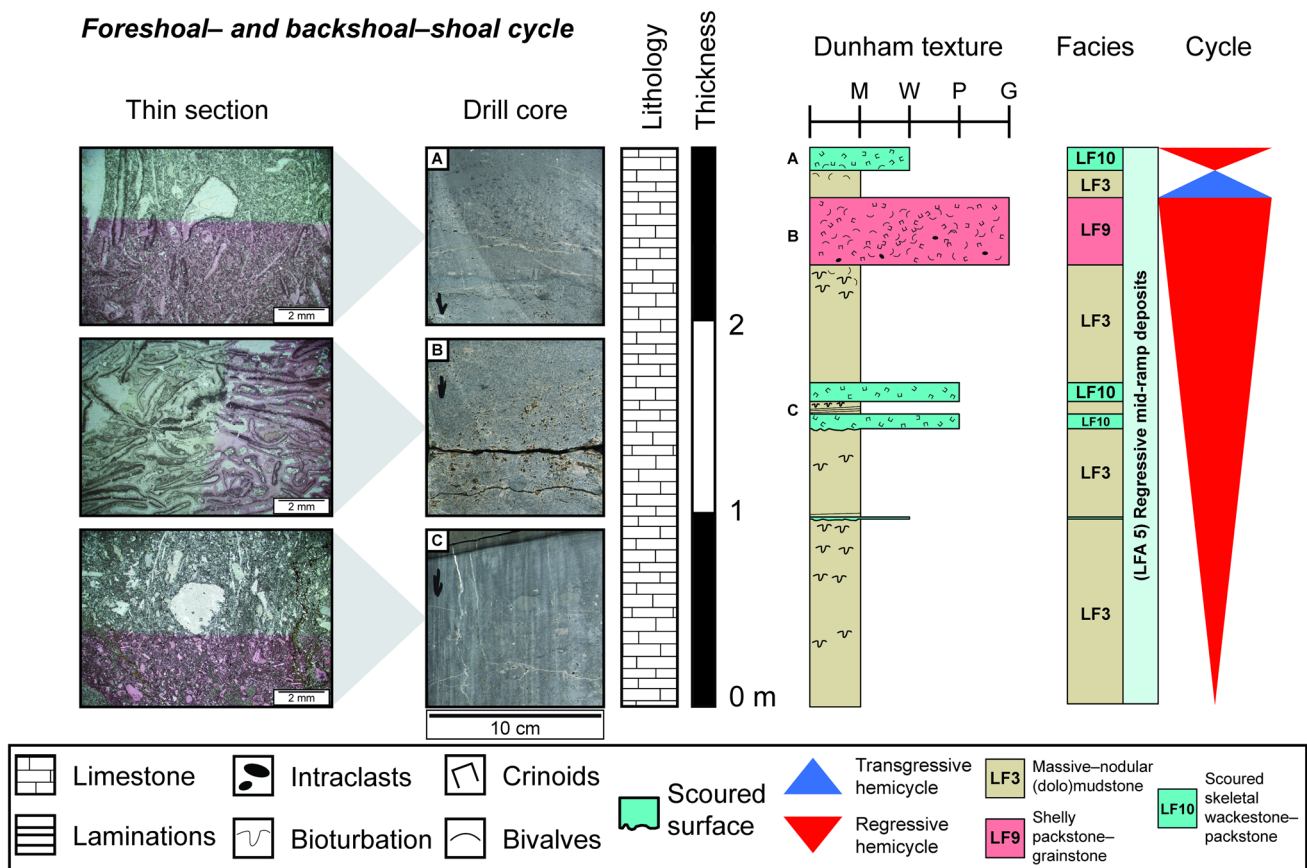 Foreshoal– and backshoal–shoal cycle
Thin section
Drill core
Lithology
Thickness
Dunham texture
Facies
Cycle
M W P G
A
2 mm
B
2 mm
C
2 mm
10 cm
2
1
0 m
A
B
C
LF10
LF3
LF9
LF3
LF10
LF10
LF3
LF3
(LFA 5) Regressive mid-ramp deposits
Limestone
Laminations
Intraclasts
Bioturbation
Crinoids
Bivalves
Scoured
surface
Transgressive
hemicycle
Regressive
hemicycle
LF3
Massive–nodular
(dolo)mudstone
LF9
Shelly
packstone–
grainstone
LF10
Scoured
skeletal
wackestone–
packstone